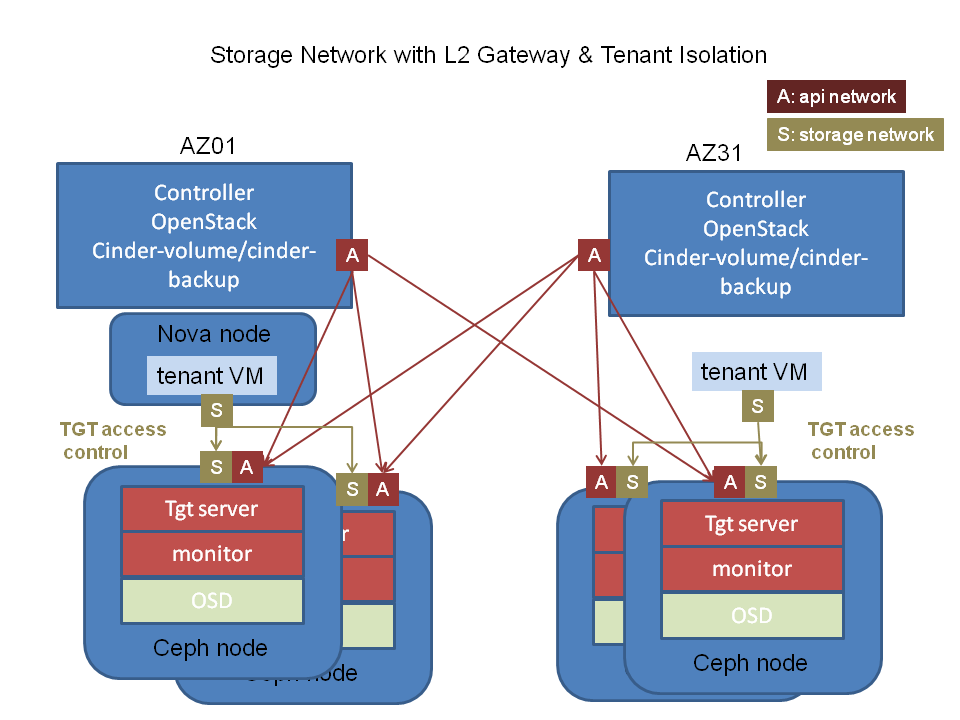 Storage Network with L2 Gateway & Tenant Isolation
A: api network
S: storage network
AZ01
AZ31
Controller
OpenStack
Cinder-volume/cinder-
backup
A
Controller
OpenStack
Cinder-volume/cinder-
backup
A
Nova node
tenant VM
S
tenant VM
S
TGT access
control
TGT access
control
S A
S A
A S
A S
Tgt server
monitor
OSD
Ceph node
r
Ceph node
Tgt server
monitor
OSD
Ceph node